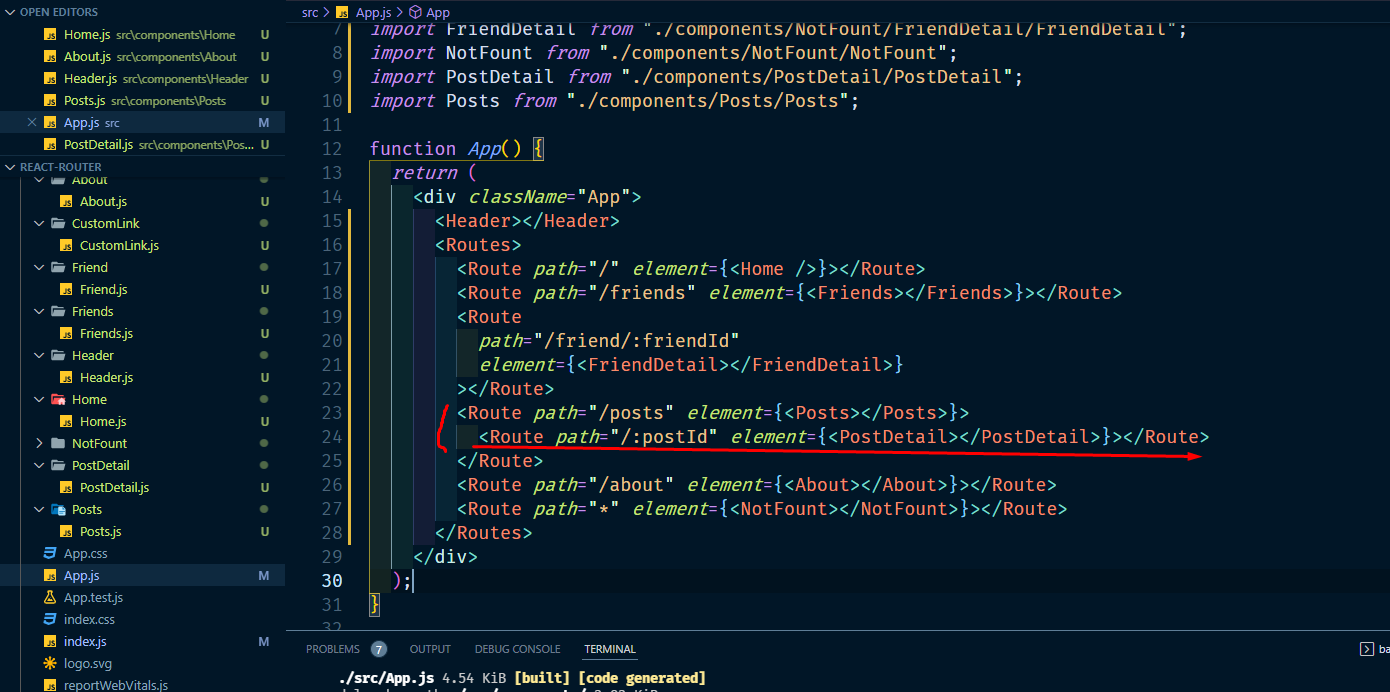 OPEN EDITORS
Home.js src\components\Home U
About.js src\components\About U
Header.js src\components\Header U
Posts.js src\components\Posts U
App.js src M
PostDetail.js src\components\Pos... U
REACT-ROUTER
About
About.js U
CustomLink
CustomLink.js U
Friend
Friend.js U
Friends
Friends.js U
Header
Header.js U
Home
Home.js U
NotFount
PostDetail
PostDetail.js U
Posts
Posts.js U
App.css
App.js M
App.test.js
index.css
index.js M
logo.svg
reportWebVitals.js
src > App.js > App
7 import FriendDetail from "./components/NotFount/FriendDetail/FriendDetail";
8 import NotFount from "./components/NotFount/NotFount";
9 import PostDetail from "./components/PostDetail/PostDetail";
10 import Posts from "./components/Posts/Posts";
11
12 function App() {
13 return (
14 <div className="App">
15 <Header></Header>
16 <Routes>
17 <Route path="/" element={<Home />}></Route>
18 <Route path="/friends" element={<Friends></Friends>}></Route>
19 <Route
20 path="/friend/:friendId"
21 element={<FriendDetail></FriendDetail>}
22 ></Route>
23 <Route path="/posts" element={<Posts></Posts>}>
24 <Route path="/:postId" element={<PostDetail></PostDetail>}></Route>
25 </Route>
26 <Route path="/about" element={<About></About>}></Route>
27 <Route path="*" element={<NotFount></NotFount>}></Route>
28 </Routes>
29 </div>
30 );
31 }
32
PROBLEMS 7 OUTPUT DEBUG CONSOLE TERMINAL ba
./src/App.js 4.54 KiB [built] [code generated]